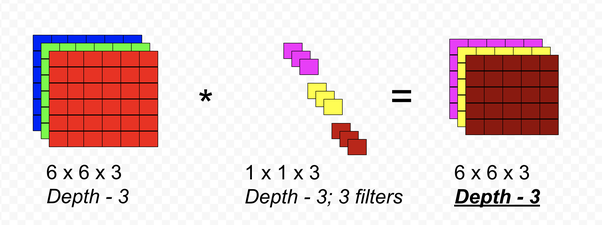 * =
6 x 6 x 3
Depth - 3
1 x 1 x 3
Depth - 3; 3 filters
6 x 6 x 3
Depth - 3